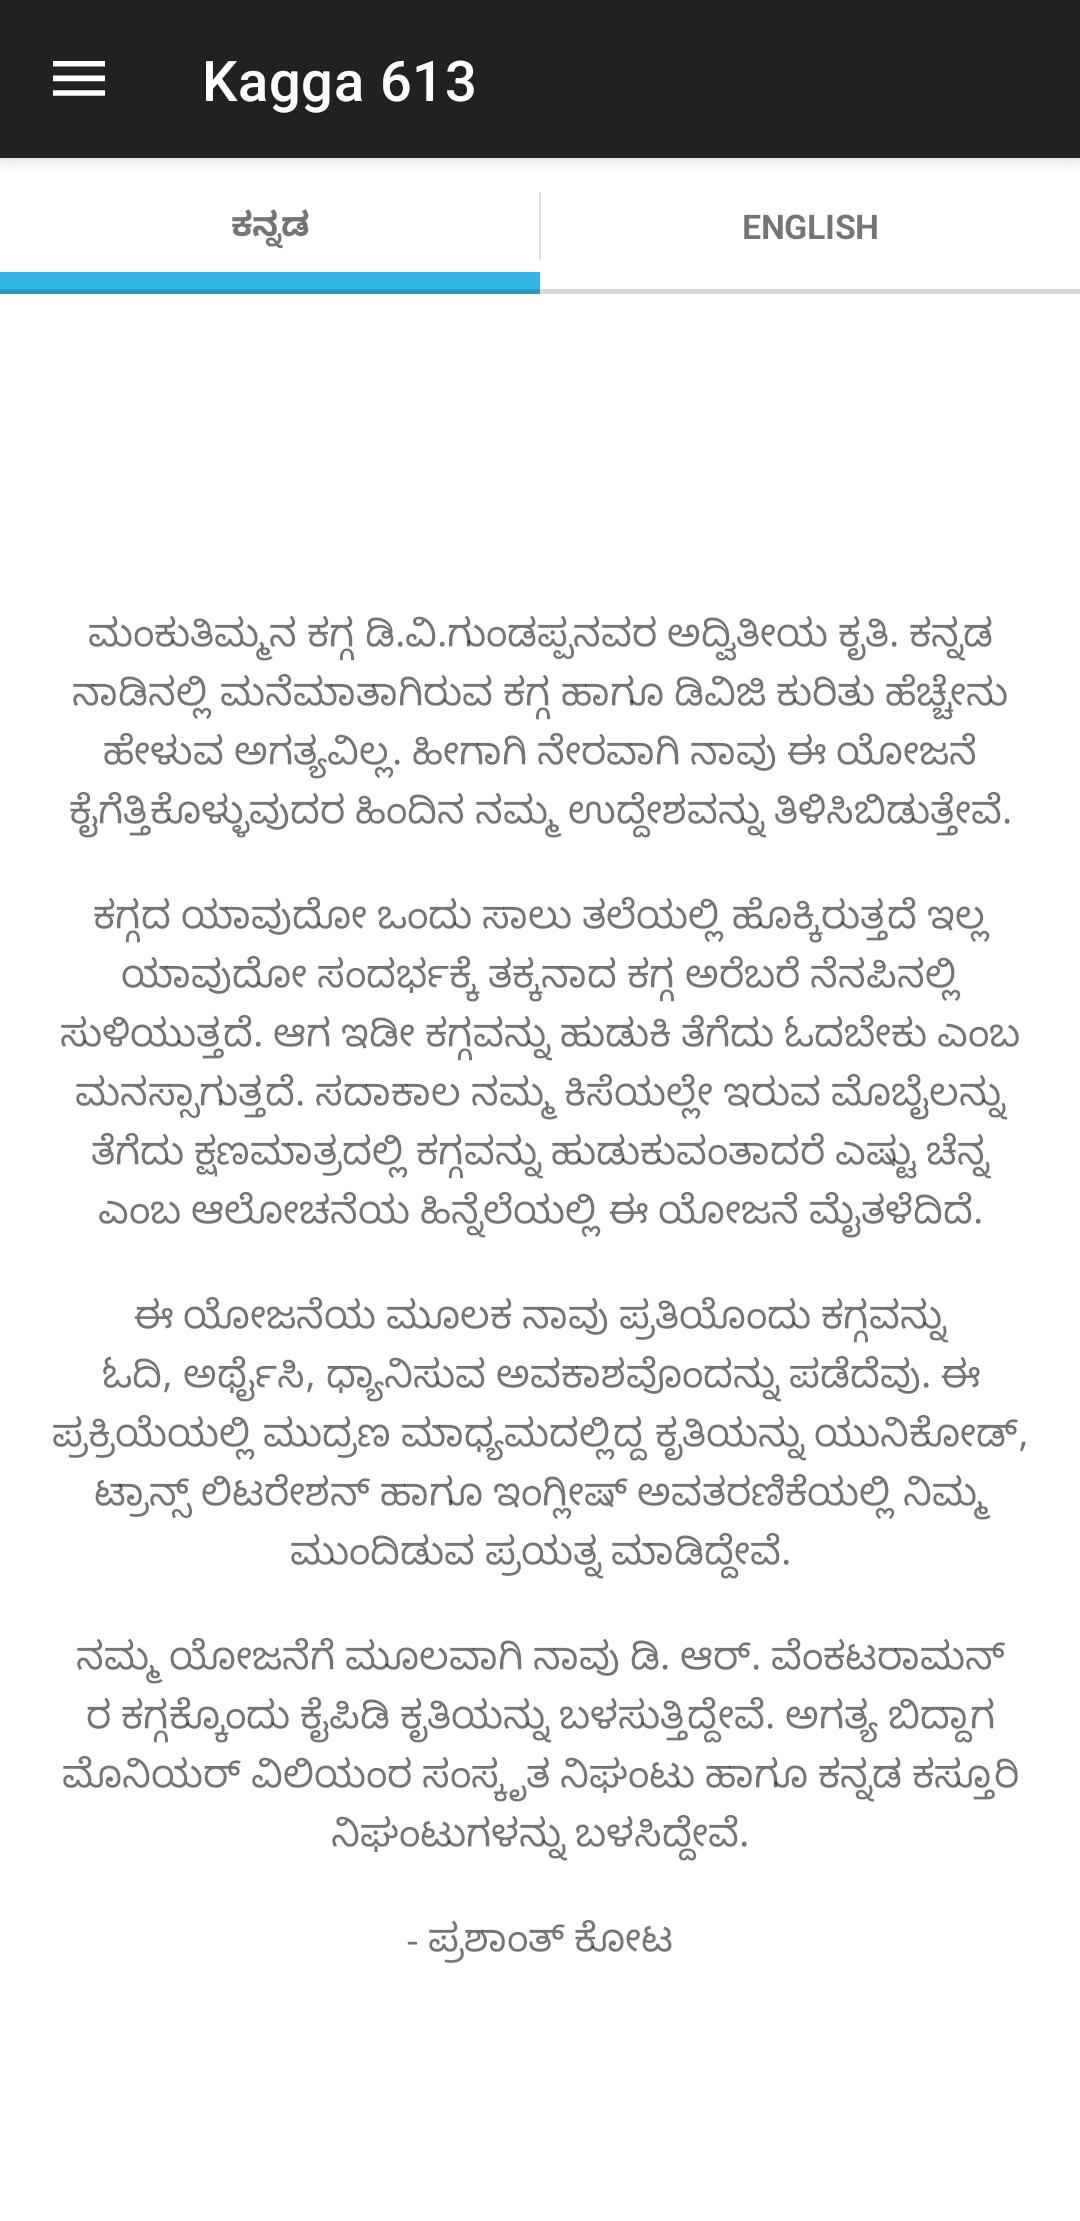 Kagga 613
ಕನ್ನಡ
ENGLISH
ಮಂಕುತಿಮ್ಮನ ಕಗ್ಗ ಡಿ.ವಿ.ಗುಂಡಪ್ಪನವರ ಅದ್ವಿತೀಯ ಕೃತಿ. ಕನ್ನಡ
ನಾಡಿನಲ್ಲಿ ಮನೆಮಾತಾಗಿರುವ ಕಗ್ಗ ಹಾಗೂ ಡಿವಿಜಿ ಕುರಿತು ಹೆಚ್ಚೇನು
ಹೇಳುವ ಅಗತ್ಯವಿಲ್ಲ. ಹೀಗಾಗಿ ನೇರವಾಗಿ ನಾವು ಈ ಯೋಜನೆ
ಕೈಗೆತ್ತಿಕೊಳ್ಳುವುದರ ಹಿಂದಿನ ನಮ್ಮ ಉದ್ದೇಶವನ್ನು ತಿಳಿಸಿಬಿಡುತ್ತೇವೆ.
ಕಗ್ಗದ ಯಾವುದೋ ಒಂದು ಸಾಲು ತಲೆಯಲ್ಲಿ ಹೊಕ್ಕಿರುತ್ತದೆ ಇಲ್ಲ
ಯಾವುದೋ ಸಂದರ್ಭಕ್ಕೆ ತಕ್ಕನಾದ ಕಗ್ಗ ಅರೆಬರೆ ನೆನಪಿನಲ್ಲಿ
ಸುಳಿಯುತ್ತದೆ. ಆಗ ಇಡೀ ಕಗ್ಗವನ್ನು ಹುಡುಕಿ ತೆಗೆದು ಓದಬೇಕು ಎಂಬ
ಮನಸ್ಸಾಗುತ್ತದೆ. ಸದಾಕಾಲ ನಮ್ಮ ಕಿಸೆಯಲ್ಲೇ ಇರುವ ಮೊಬೈಲನ್ನು
ತೆಗೆದು ಕ್ಷಣಮಾತ್ರದಲ್ಲಿ ಕಗ್ಗವನ್ನು ಹುಡುಕುವಂತಾದರೆ ಎಷ್ಟು ಚೆನ್ನ
ಎಂಬ ಆಲೋಚನೆಯ ಹಿನ್ನೆಲೆಯಲ್ಲಿ ಈ ಯೋಜನೆ ಮೈತಳೆದಿದೆ.
ಈ ಯೋಜನೆಯ ಮೂಲಕ ನಾವು ಪ್ರತಿಯೊಂದು ಕಗ್ಗವನ್ನು
ಓದಿ, ಅರ್ಥೈಸಿ, ಧ್ಯಾನಿಸುವ ಅವಕಾಶವೊಂದನ್ನು ಪಡೆದೆವು. ಈ
ಪ್ರಕ್ರಿಯೆಯಲ್ಲಿ ಮುದ್ರಣ ಮಾಧ್ಯಮದಲ್ಲಿದ್ದ ಕೃತಿಯನ್ನು ಯುನಿಕೋಡ್,
ಟ್ರಾನ್ಸ್ ಲಿಟರೇಶನ್ ಹಾಗೂ ಇಂಗ್ಲೀಷ್ ಅವತರಣಿಕೆಯಲ್ಲಿ ನಿಮ್ಮ
ಮುಂದಿಡುವ ಪ್ರಯತ್ನ ಮಾಡಿದ್ದೇವೆ.
ನಮ್ಮ ಯೋಜನೆಗೆ ಮೂಲವಾಗಿ ನಾವು ಡಿ. ಆರ್. ವೆಂಕಟರಾಮನ್
ರ ಕಗ್ಗಕ್ಕೊಂದು ಕೈಪಿಡಿ ಕೃತಿಯನ್ನು ಬಳಸುತ್ತಿದ್ದೇವೆ. ಅಗತ್ಯ ಬಿದ್ದಾಗ
ಮೊನಿಯರ್ ವಿಲಿಯಂರ ಸಂಸ್ಕೃತ ನಿಘಂಟು ಹಾಗೂ ಕನ್ನಡ ಕಸ್ತೂರಿ
ನಿಘಂಟುಗಳನ್ನು ಬಳಸಿದ್ದೇವೆ.
- ಪ್ರಶಾಂತ್ ಕೋಟ